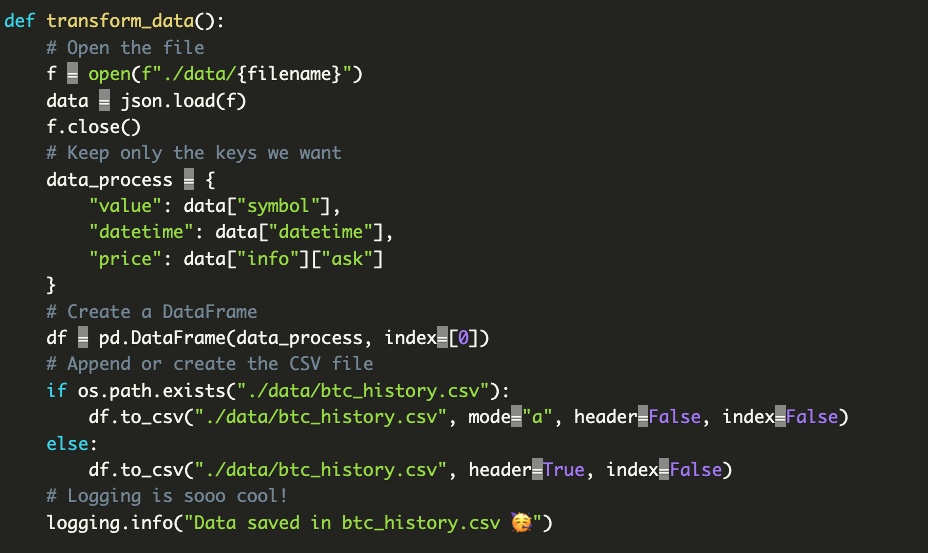 def transform_data():
    # Open the file
    f = open(f"./data/{filename}")
    data = json.load(f)
    f.close()
    # Keep only the keys we want
    data_process = {
        "value": data["symbol"],
        "datetime": data["datetime"],
        "price": data["info"]["ask"]
    }
    # Create a DataFrame
    df = pd.DataFrame(data_process, index=[0])
    # Append or create the CSV file
    if os.path.exists("./data/btc_history.csv"):
        df.to_csv("./data/btc_history.csv", mode="a", header=False, index=False)
    else:
        df.to_csv("./data/btc_history.csv", header=True, index=False)
    # Logging is sooo cool!
    logging.info("Data saved in btc_history.csv 🥳")